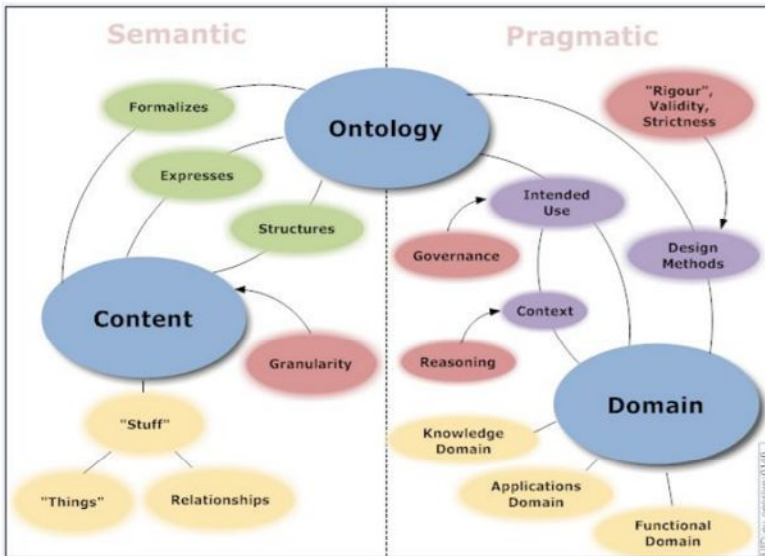 Semantic
Pragmatic
Formalizes
"Rigour",
Validity,
Strictness
Ontology
Expresses
Intended
Use
Structures
Governance
Design
Methods
Content
Context
Granularity
Reasoning
Domain
"Stuff"
Knowledge
Domain
"Things"
Relationships
Applications
Domain
Functional
Domain